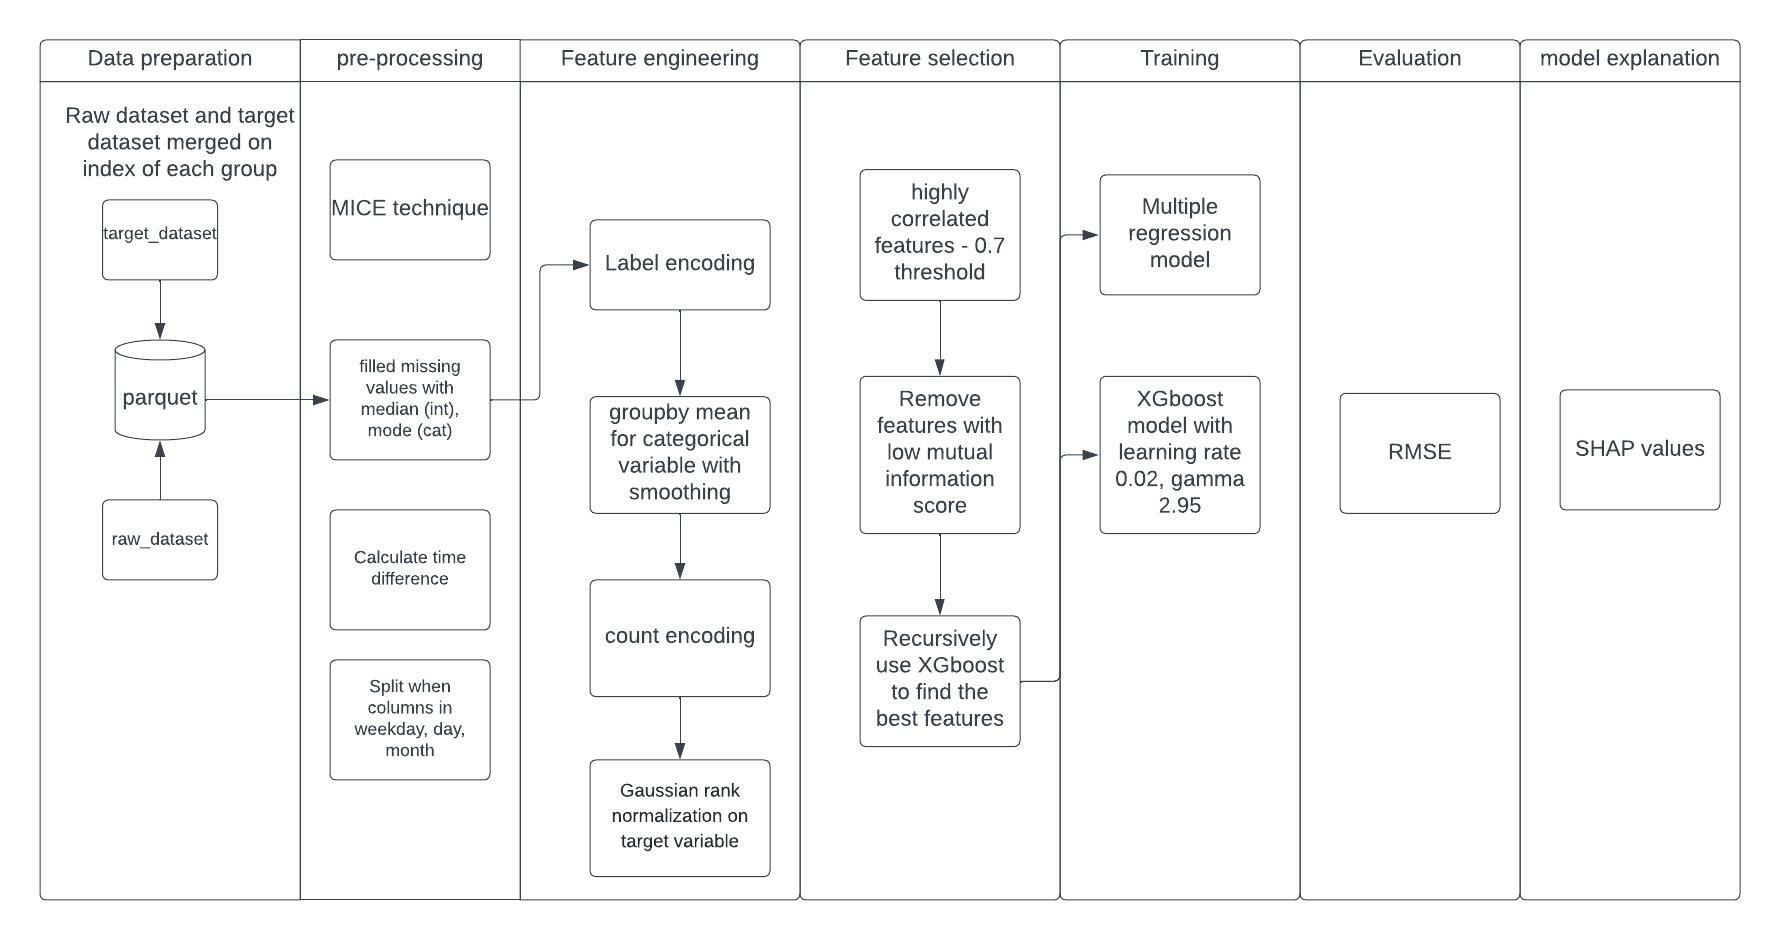 Data preparation
pre-processing
Feature engineering
Feature selection
Training
Evaluation
model explanation
Raw dataset and target
dataset merged on
index of each group
target_dataset
parquet
raw_dataset
MICE technique
filled missing
values with
median (int),
mode (cat)
Calculate time
difference
Split when
columns in
weekday, day,
month
Label encoding
groupby mean
for categorical
variable with
smoothing
count encoding
Gaussian rank
normalization on
target variable
highly
correlated
features - 0.7
threshold
Remove
features with
low mutual
information
score
Recursively
use XGboost
to find the
best features
Multiple
regression
model
XGboost
model with
learning rate
0.02, gamma
2.95
RMSE
SHAP values